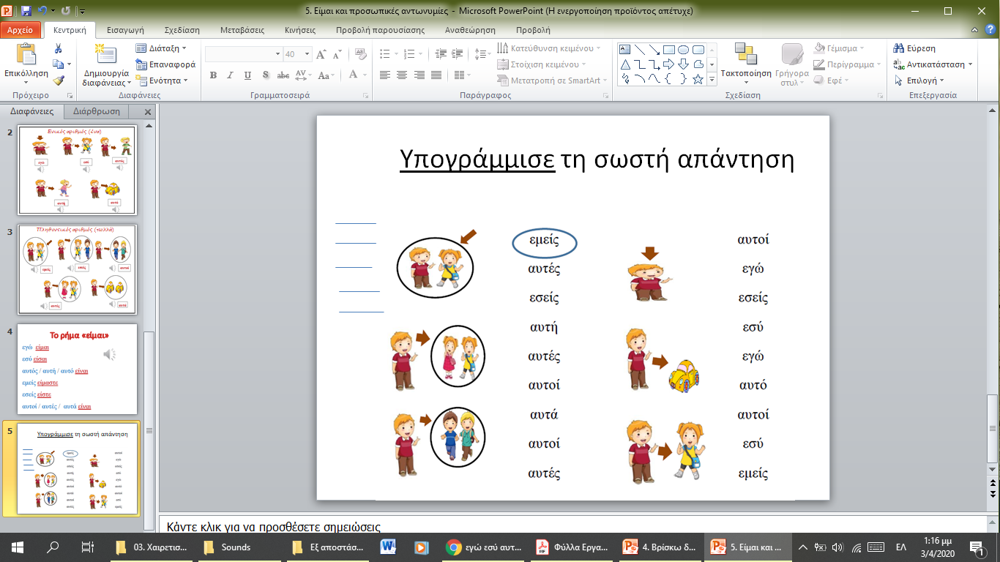 5. Είμαι και προσωπικές αντωνυμίες - Microsoft PowerPoint (Η ενεργοποίηση προϊόντος απέτυχε)
Αρχείο Κεντρική Εισαγωγή Σχεδίαση Μεταβάσεις Κινήσεις Προβολή παρουσίασης Αναθεώρηση Προβολή
Επικόλληση
Πρόχειρο
Δημιουργία διαφάνειας
Διάταξη
Επαναφορά
Ενότητα
Διαφάνειες
40
Γραμματοσειρά
Κατεύθυνση κειμένου
Στοίχιση κειμένου
Μετατροπή σε SmartArt
Παράγραφος
Τακτοποίηση
Γρήγορα στυλ
Γέμισμα
Περίγραμμα
Εφέ
Σχεδίαση
Εύρεση
Αντικατάσταση
Επιλογή
Επεξεργασία
Διαφάνειες Διάρθρωση
2
Ενικός αριθμός (ένα)
εγώ εσύ αυτός
αυτή αυτό
3
Πληθυντικός αριθμός (πολλά)
εμείς εσείς αυτοί
αυτές αυτά
4
Το ρήμα «είμαι»
εγώ είμαι
εσύ είσαι
αυτός / αυτή / αυτό είναι
εμείς είμαστε
εσείς είστε
αυτοί / αυτές / αυτά είναι
5
Υπογράμμισε τη σωστή απάντηση
Υπογράμμισε τη σωστή απάντηση
εμείς
αυτές
εσείς
αυτή
αυτές
αυτοί
αυτά
αυτοί
αυτές
αυτοί
εγώ
εσείς
εσύ
εγώ
αυτό
αυτοί
εσύ
εμείς
Κάντε κλικ για να προσθέσετε σημειώσεις
03. Χαιρετισ... Sounds Εξ αποστάσ... εγώ εσύ αυτ... Φύλλα Εργα... 4. Βρίσκω δ... 5. Είμαι και ... ΕΛ
1:16 μμ
3/4/2020